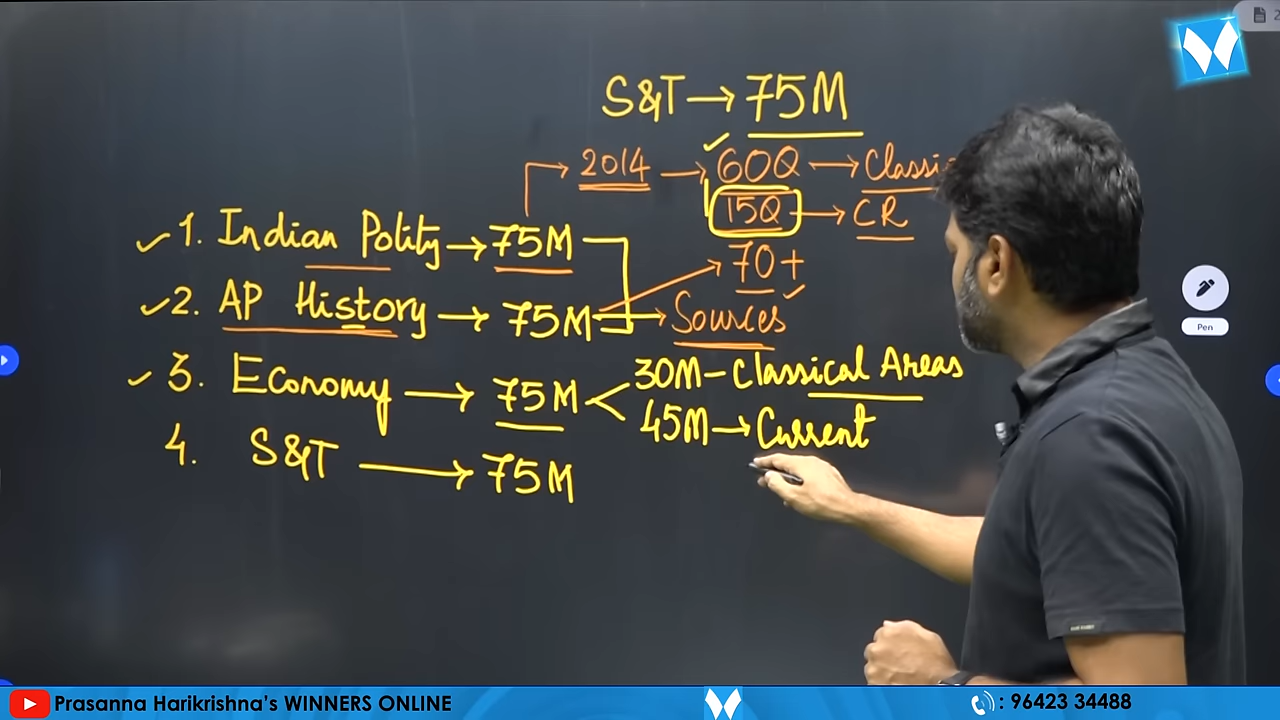 S&T → 75M
2014 → 60Q → Classi
15Q → CR
1. Indian Polity → 75M
70+
2. AP History → 75M → Sources
3. Economy → 75M < 30M – Classical Areas
45M → Current
4. S&T → 75M
Pen
Prasanna Harikrishna's WINNERS ONLINE
: 96423 34488